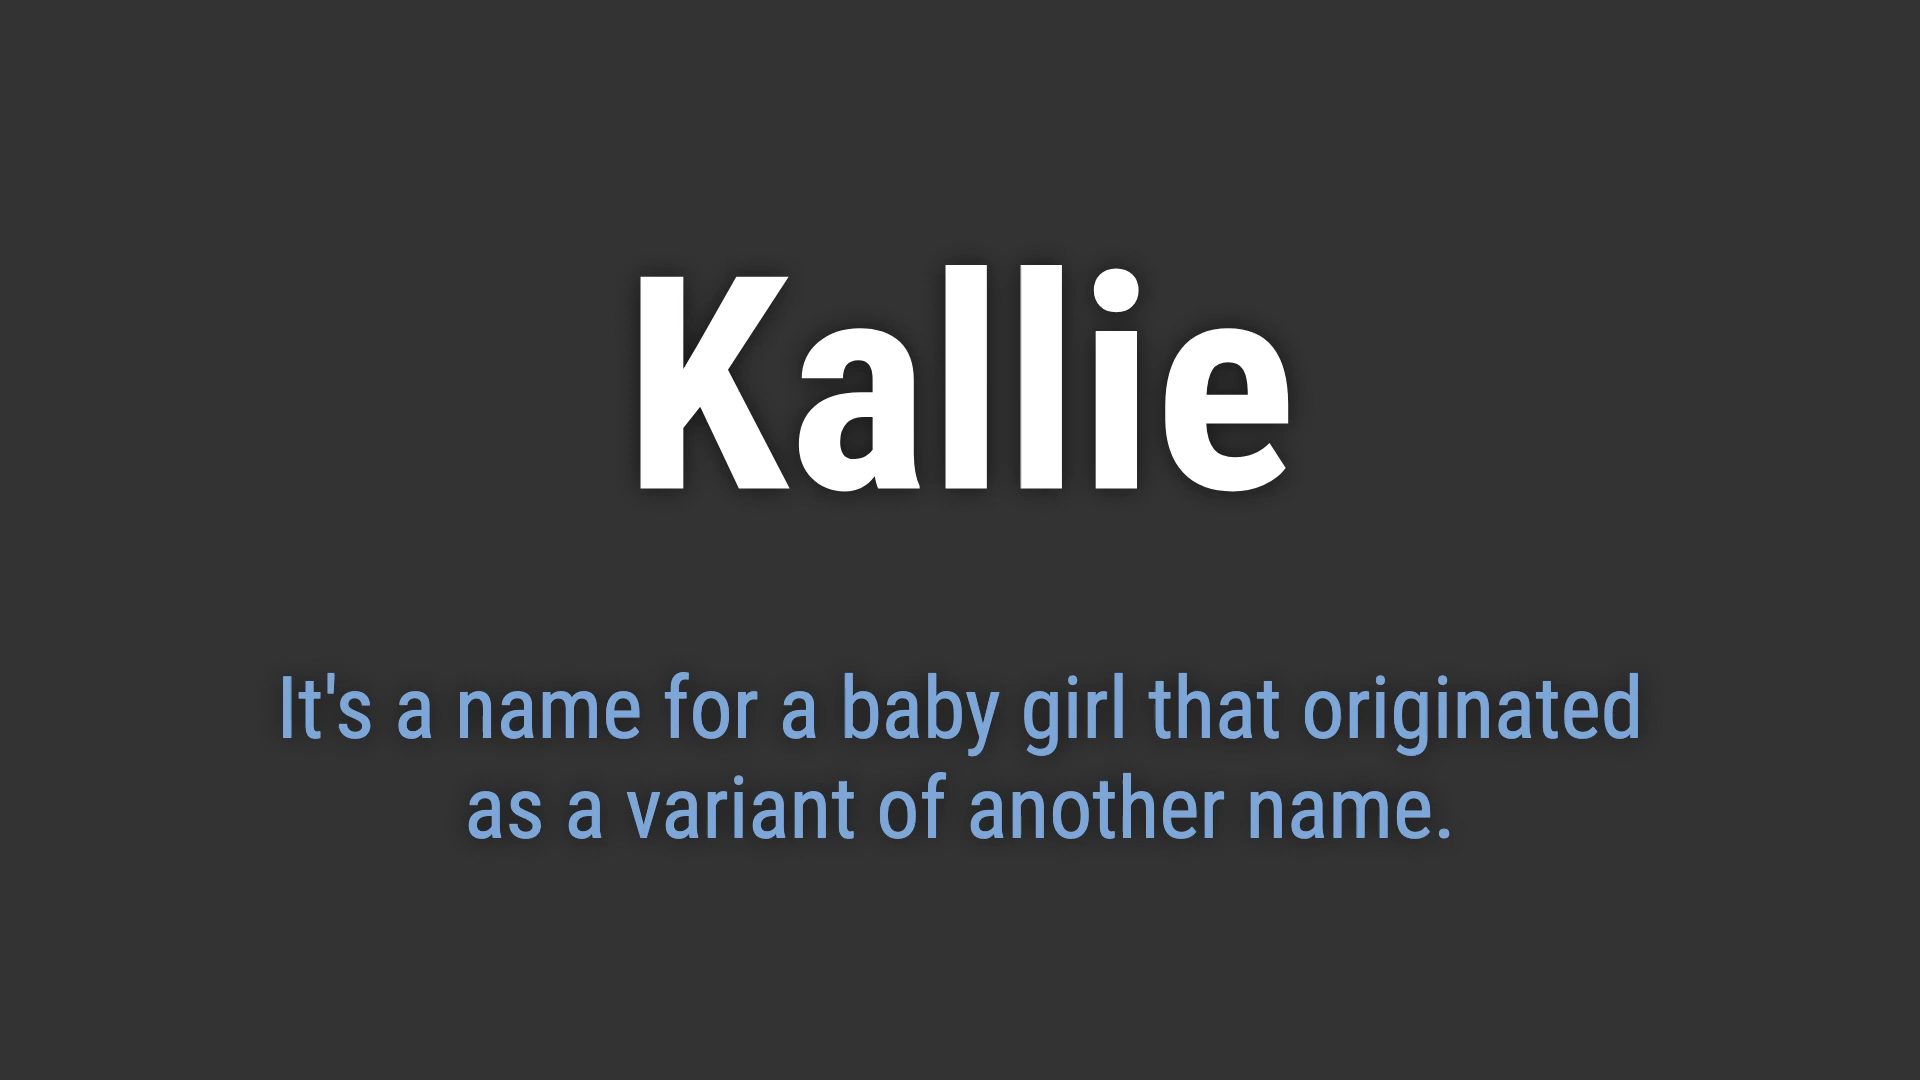 Kallie
It's a name for a baby girl that originated
as a variant of another name.